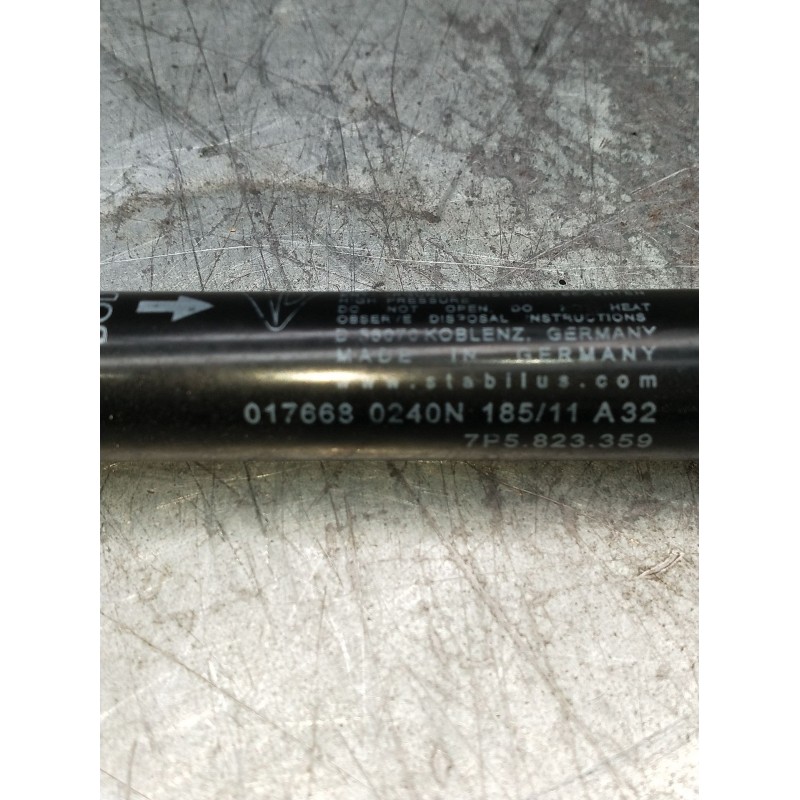 HIGH PRESSURE
DO NOT OPEN. DO NOT HEAT
OBSERVE DISPOSAL INSTRUCTIONS
KOBLENZ, GERMANY
MADE IN GERMANY
www.stabilus.com
017668 0240N 185/11 A32
7P5.823.359